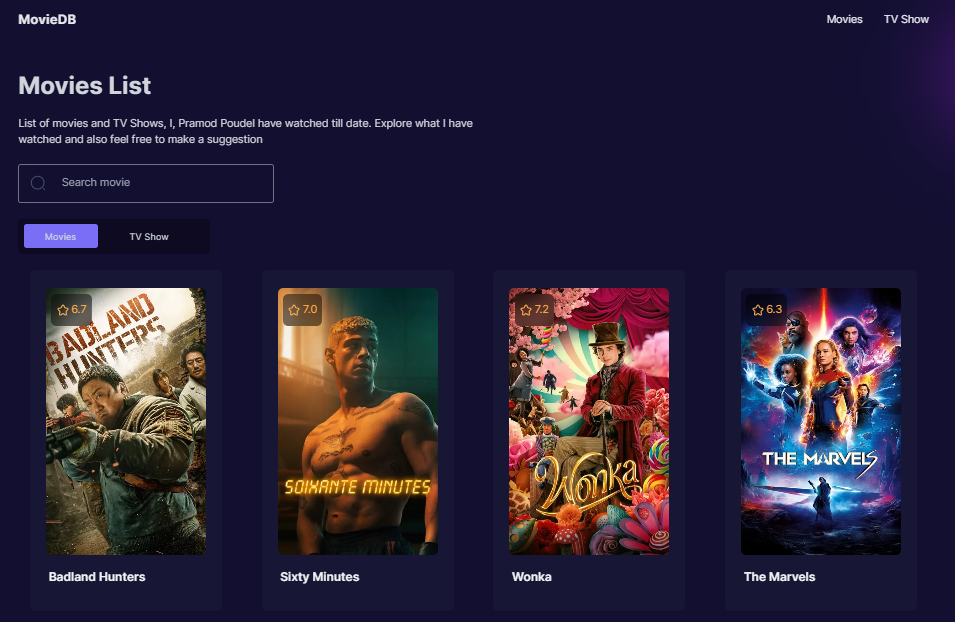 MovieDB
Movies TV Show
Movies List
List of movies and TV Shows, I, Pramod Poudel have watched till date. Explore what I have
watched and also feel free to make a suggestion
Search movie
Movies TV Show
6.7
BADLAND
HUNTERS
7.0
SOIXANTE MINUTES
7.2
Wonka
6.3
THE MARVELS
Badland Hunters
Sixty Minutes
Wonka
The Marvels